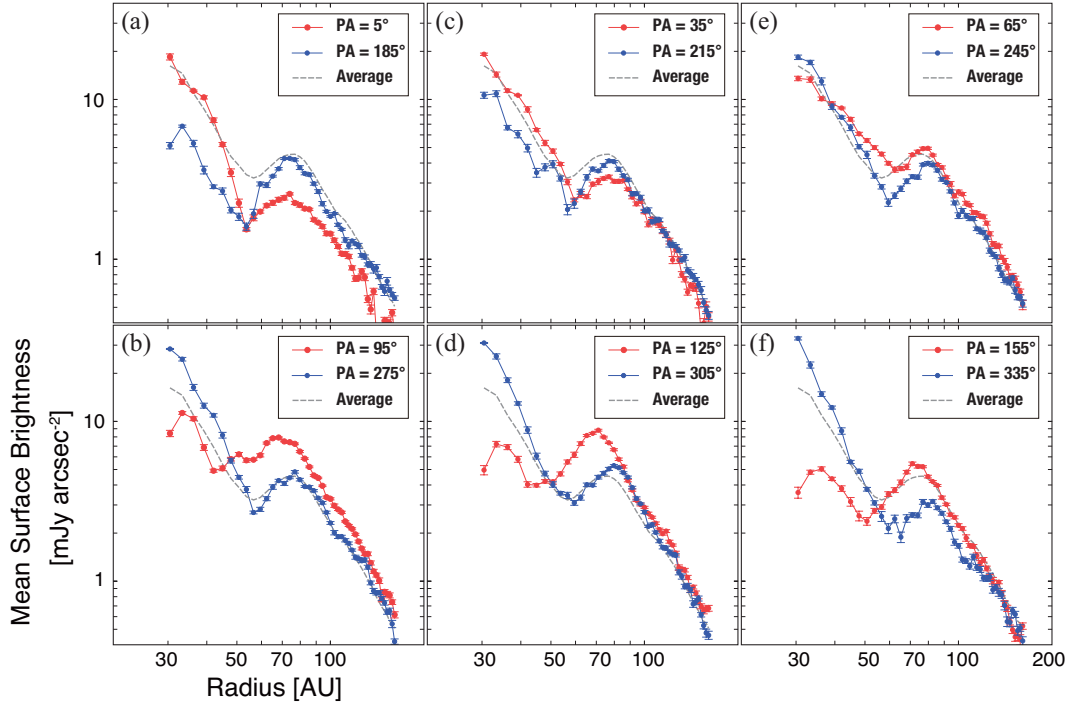 (a)
PA = 5°
PA = 185°
Average
(c)
PA = 35°
PA = 215°
Average
(e)
PA = 65°
PA = 245°
Average
10
1
(b)
PA = 95°
PA = 275°
Average
(d)
PA = 125°
PA = 305°
Average
(f)
PA = 155°
PA = 335°
Average
10
1
Mean Surface Brightness
[mJy arcsec⁻²]
30 50 70 100 30 50 70 100 30 50 70 100 200
Radius [AU]